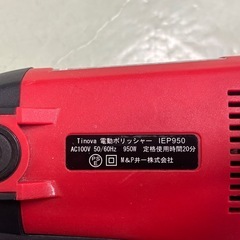 Tinova 電動ポリッシャー IEP950
AC100V 50/60Hz 950W 定格使用時間20分
M&P井一株式会社